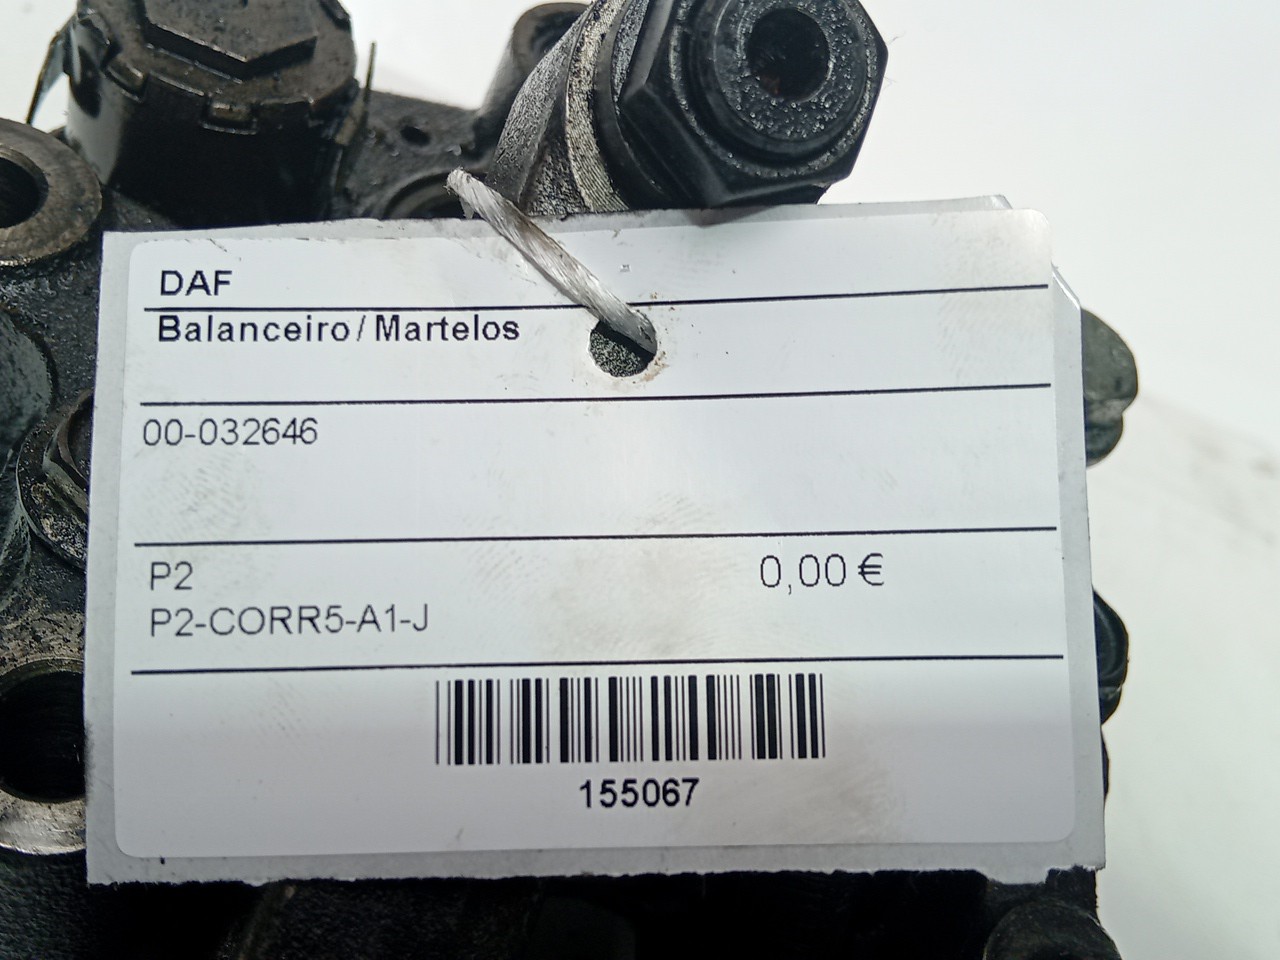 DAF
Balanceiro / Martelos
00-032646
P2
0,00 €
P2-CORR5-A1-J
155067